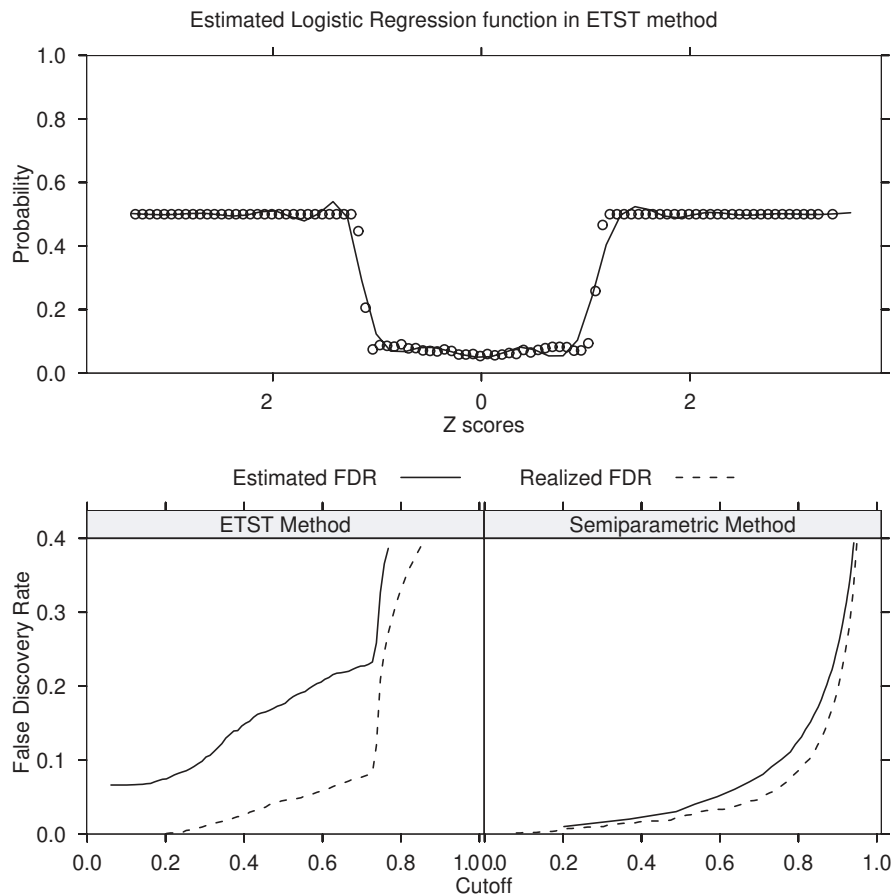 Estimated Logistic Regression function in ETST method
1.0
0.8
0.6
0.4
0.2
0.0
Probability
2 0 2
Z scores
Estimated FDR Realized FDR
ETST Method Semiparametric Method
0.4
0.3
0.2
0.1
0.0
False Discovery Rate
0.0 0.2 0.4 0.6 0.8 1.0 0.0 0.2 0.4 0.6 0.8 1.0
Cutoff